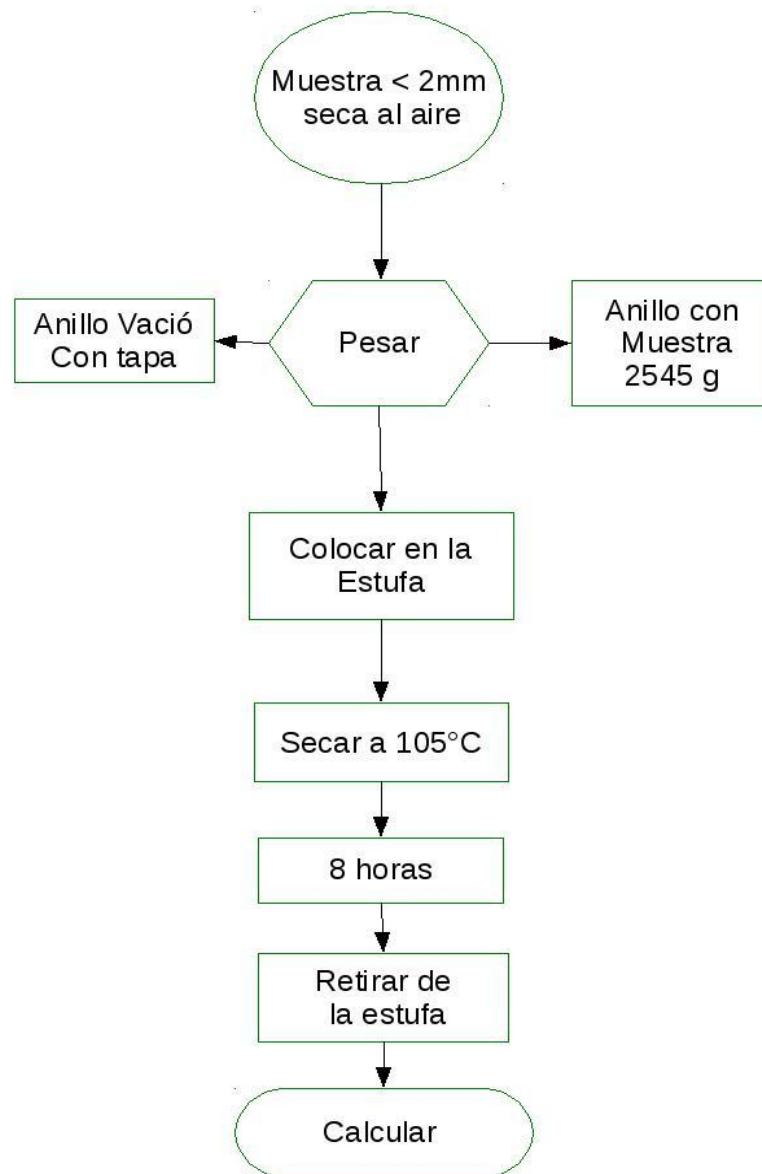 Muestra < 2mm
seca al aire
Anillo Vació
Con tapa
Pesar
Anillo con
Muestra
2545 g
Colocar en la
Estufa
Secar a 105°C
8 horas
Retirar de
la estufa
Calcular